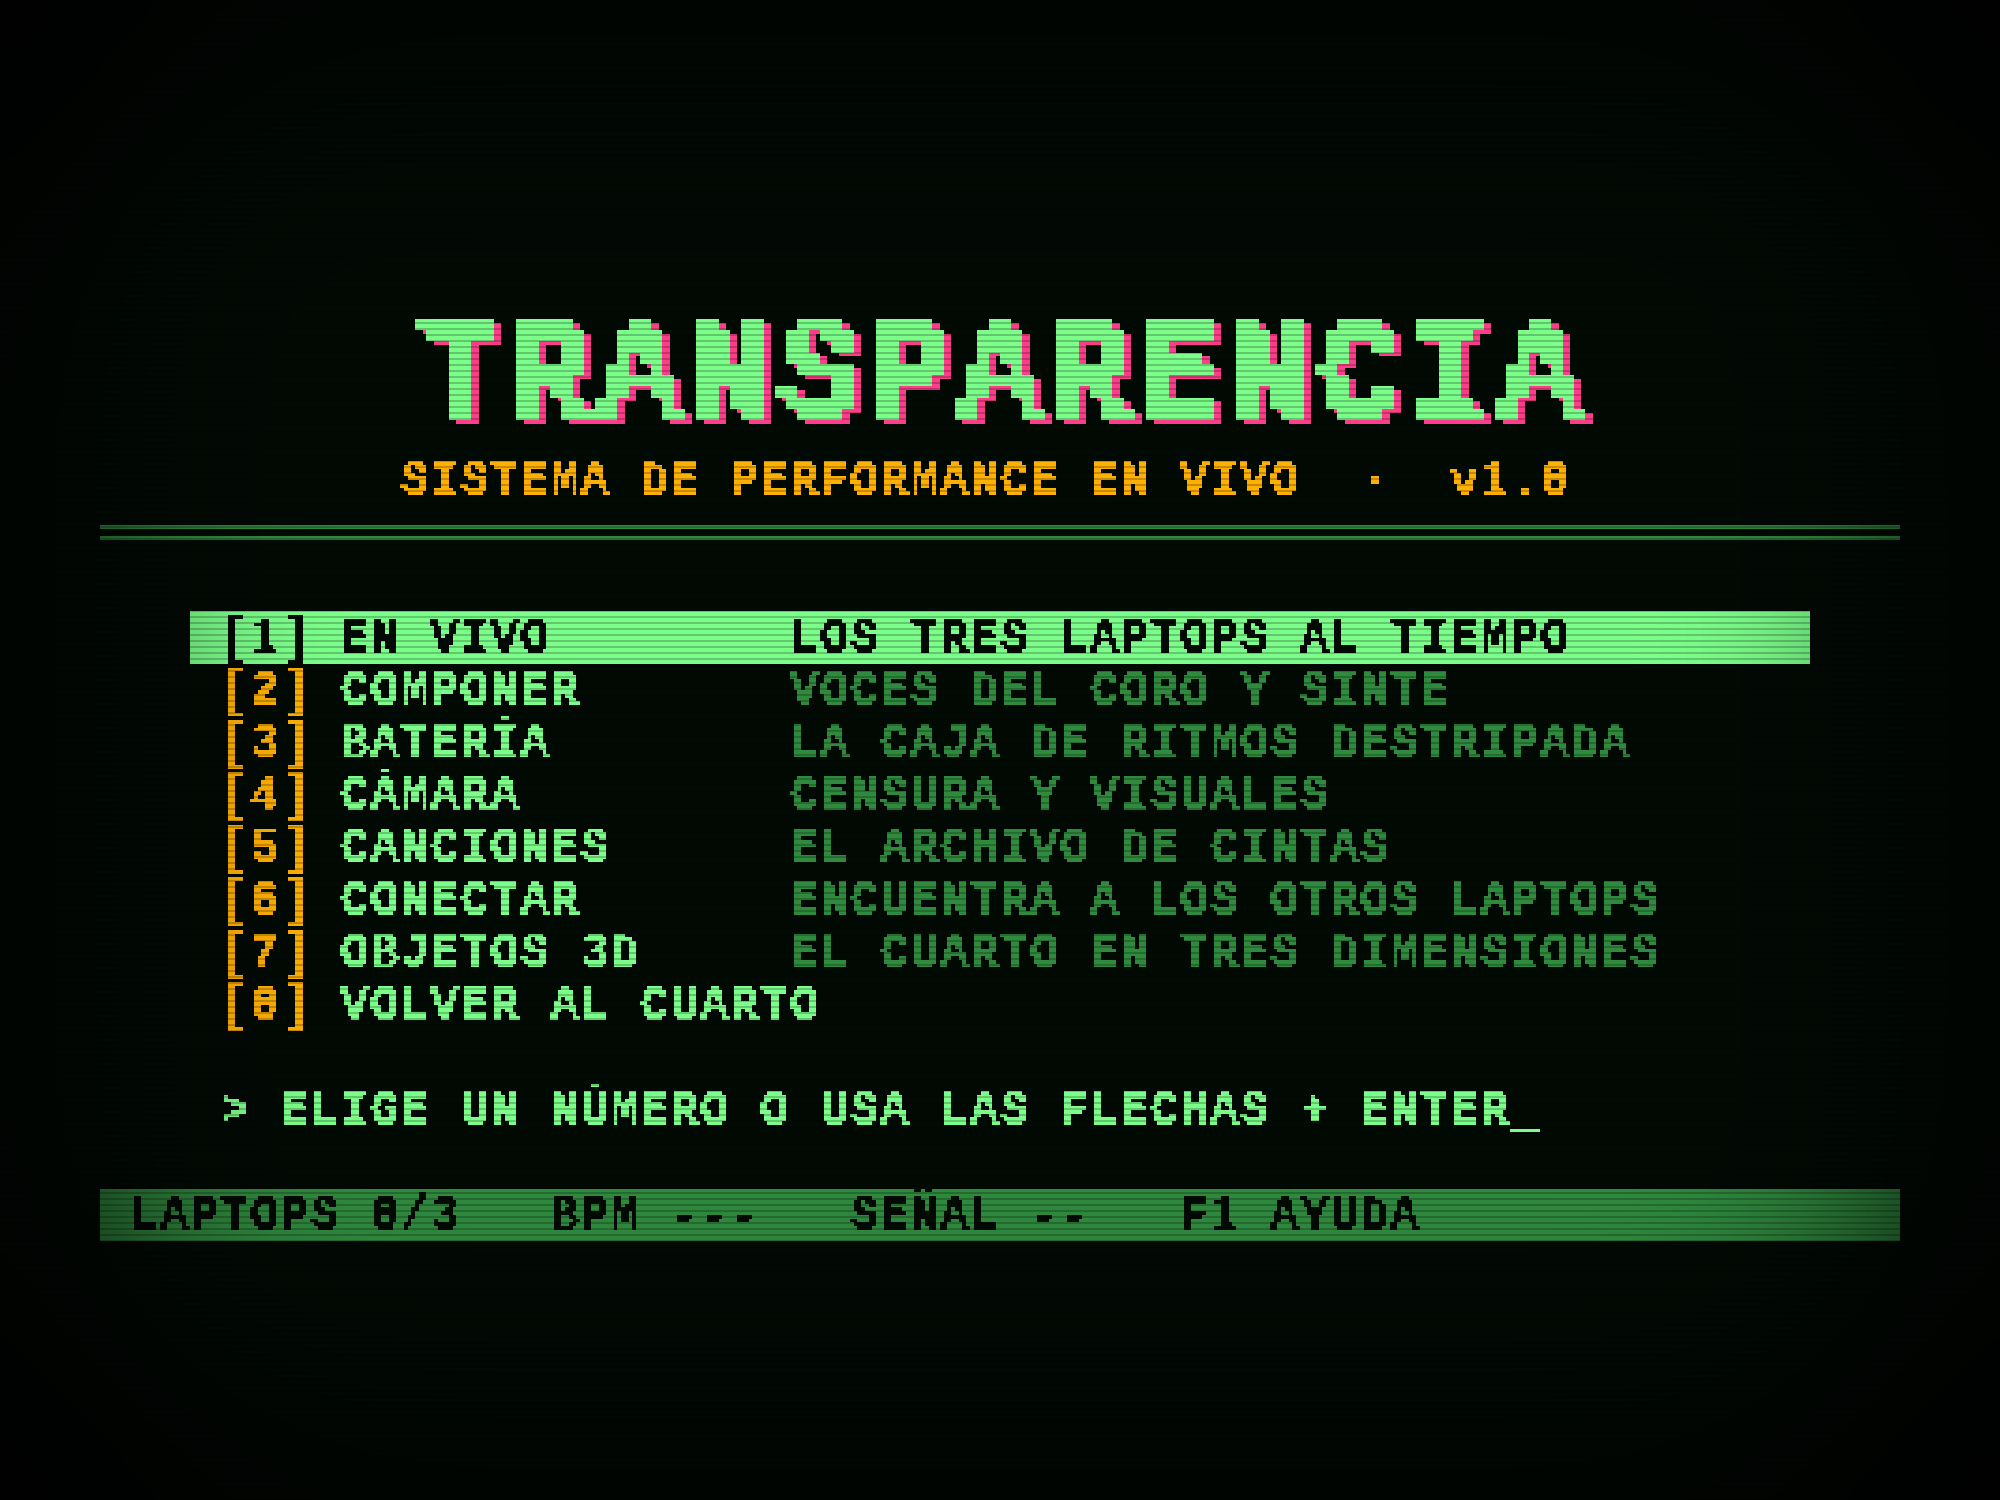 TRANSPARENCIA
SISTEMA DE PERFORMANCE EN VIVO · v1.0
[1] EN VIVO LOS TRES LAPTOPS AL TIEMPO
[2] COMPONER VOCES DEL CORO Y SINTE
[3] BATERÍA LA CAJA DE RITMOS DESTRIPADA
[4] CÁMARA CENSURA Y VISUALES
[5] CANCIONES EL ARCHIVO DE CINTAS
[6] CONECTAR ENCUENTRA A LOS OTROS LAPTOPS
[7] OBJETOS 3D EL CUARTO EN TRES DIMENSIONES
[0] VOLVER AL CUARTO
> ELIGE UN NÚMERO O USA LAS FLECHAS + ENTER_
LAPTOPS 0/3 BPM --- SEÑAL -- F1 AYUDA